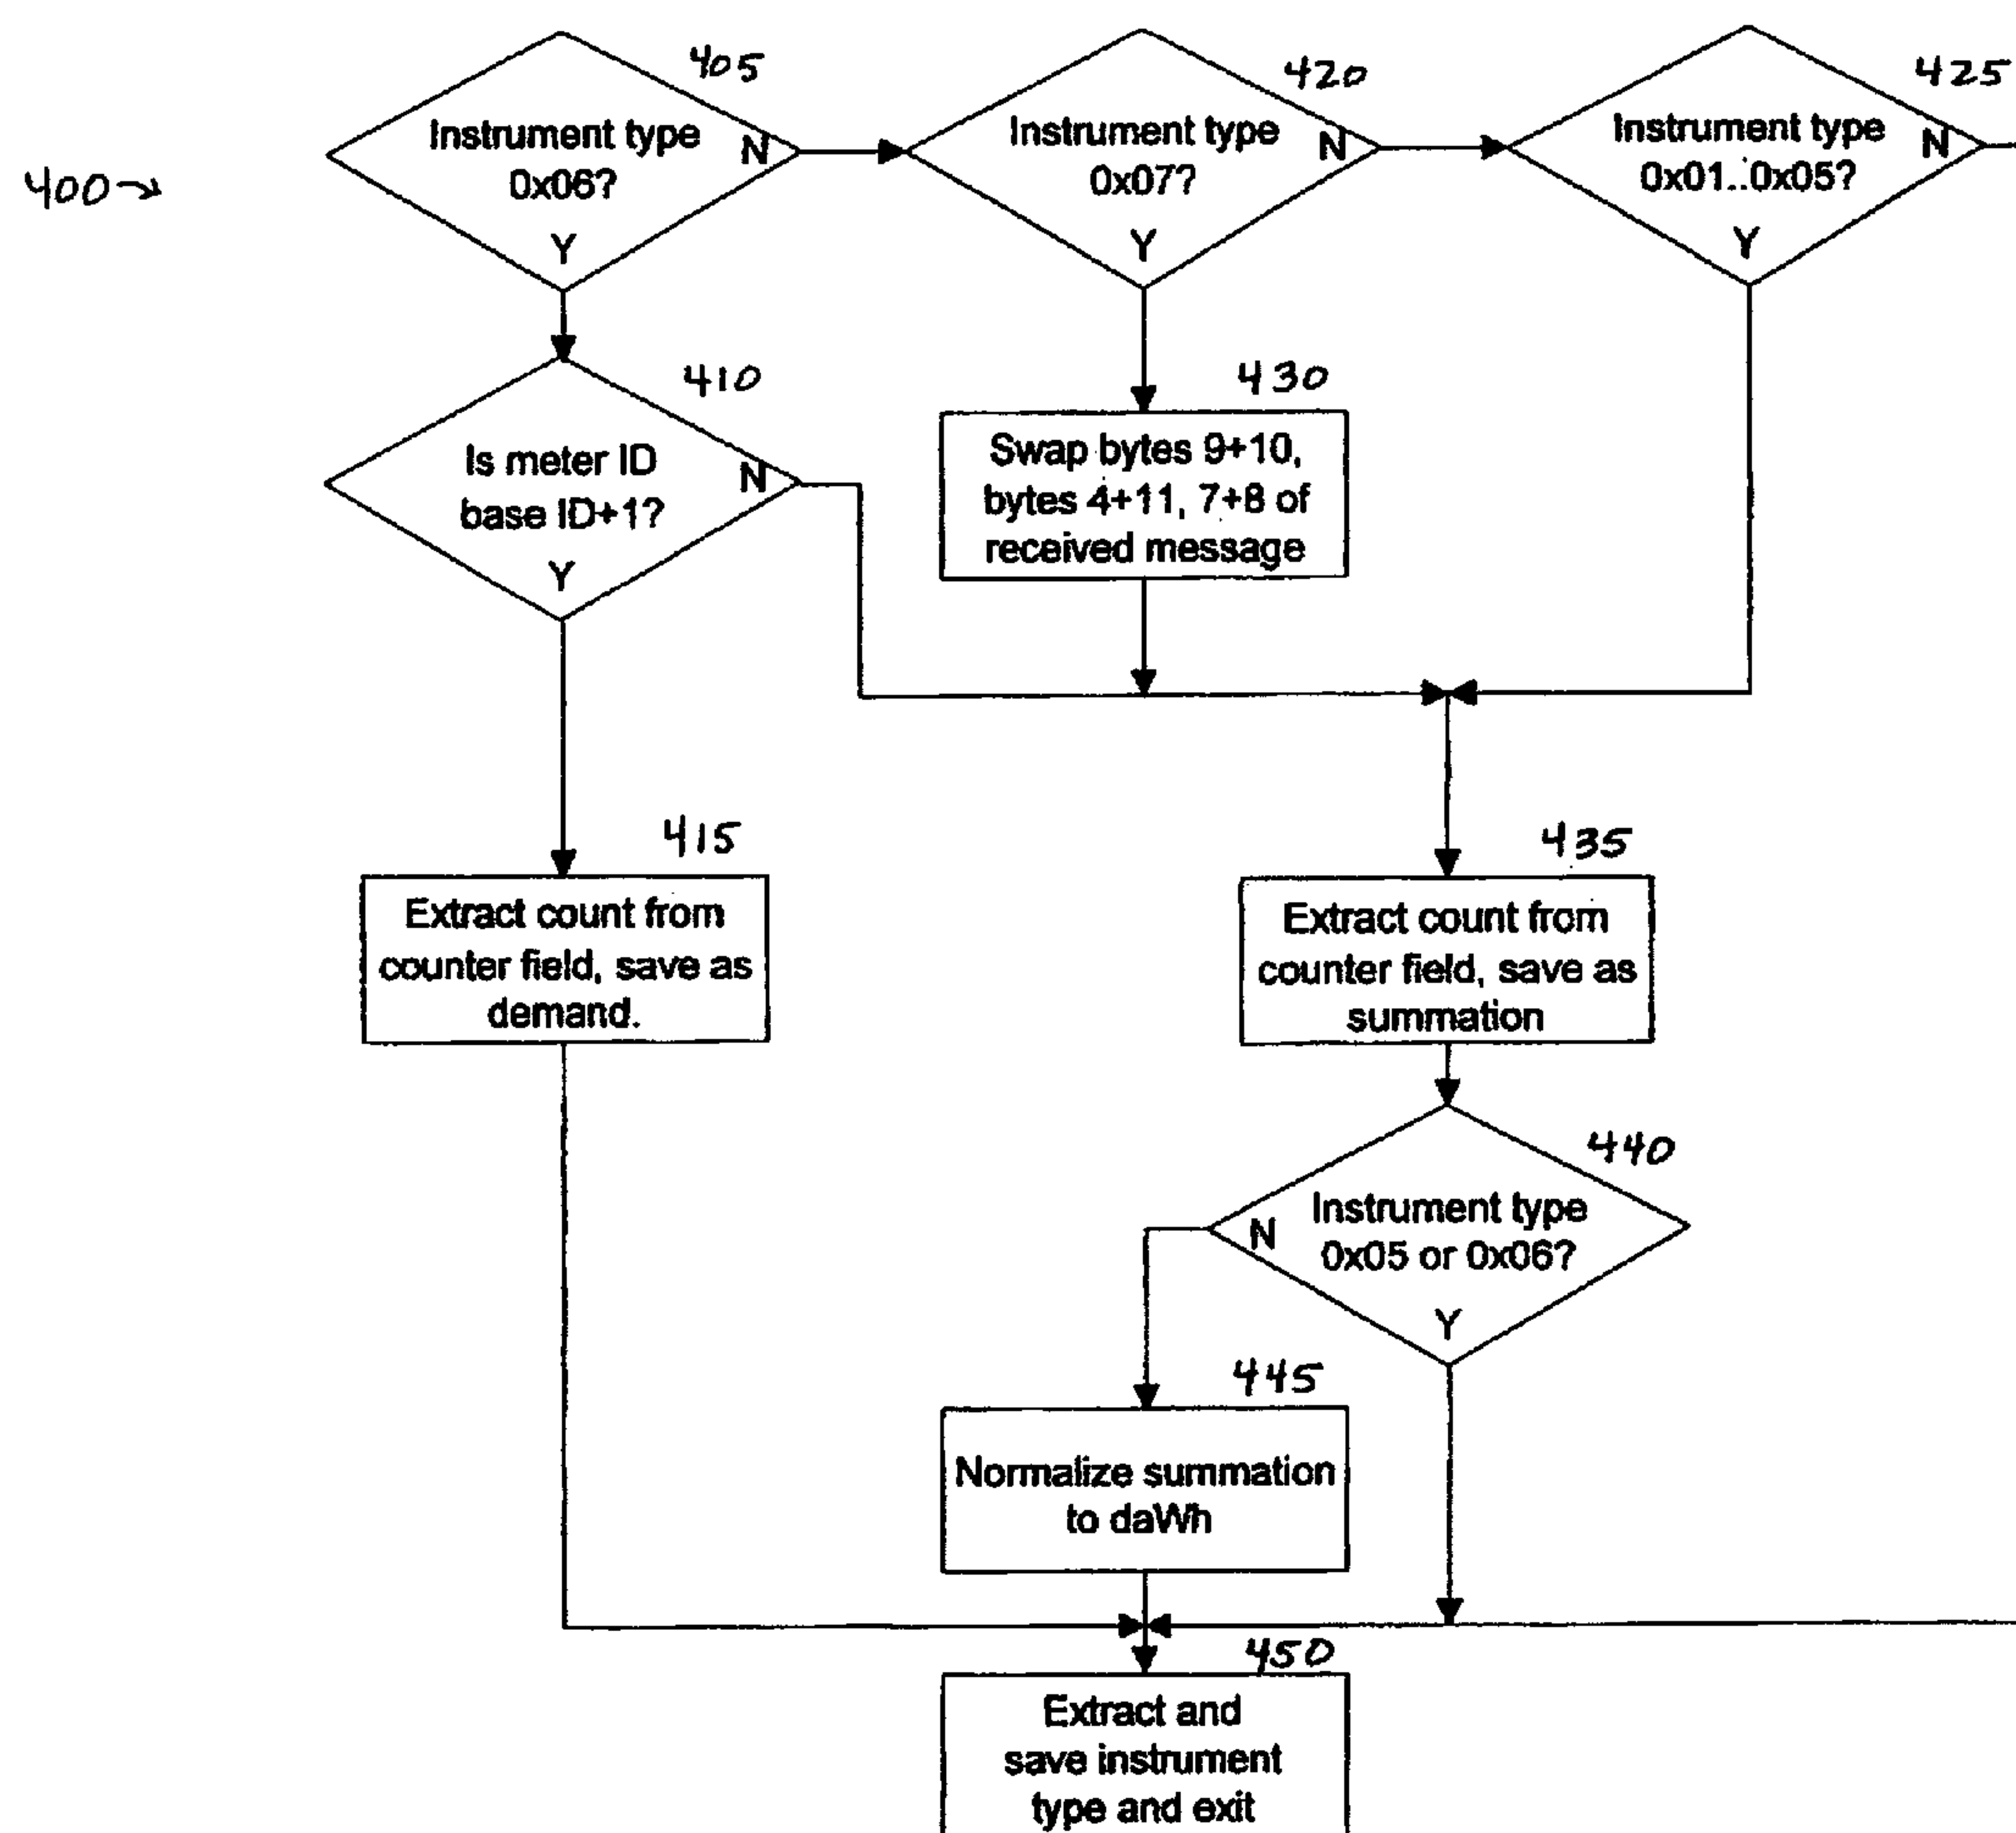 405
420
425
400
Instrument type
0x06?
N
Y
Instrument type
0x07?
N
Y
Instrument type
0x01..0x05?
N
Y
410
Is meter ID
base ID+1?
N
Y
430
Swap bytes 9+10,
bytes 4+11, 7+8 of
received message
415
Extract count from
counter field, save as
demand.
435
Extract count from
counter field, save as
summation
440
Instrument type
0x05 or 0x06?
N
Y
445
Normalize summation
to daWh
450
Extract and
save instrument
type and exit